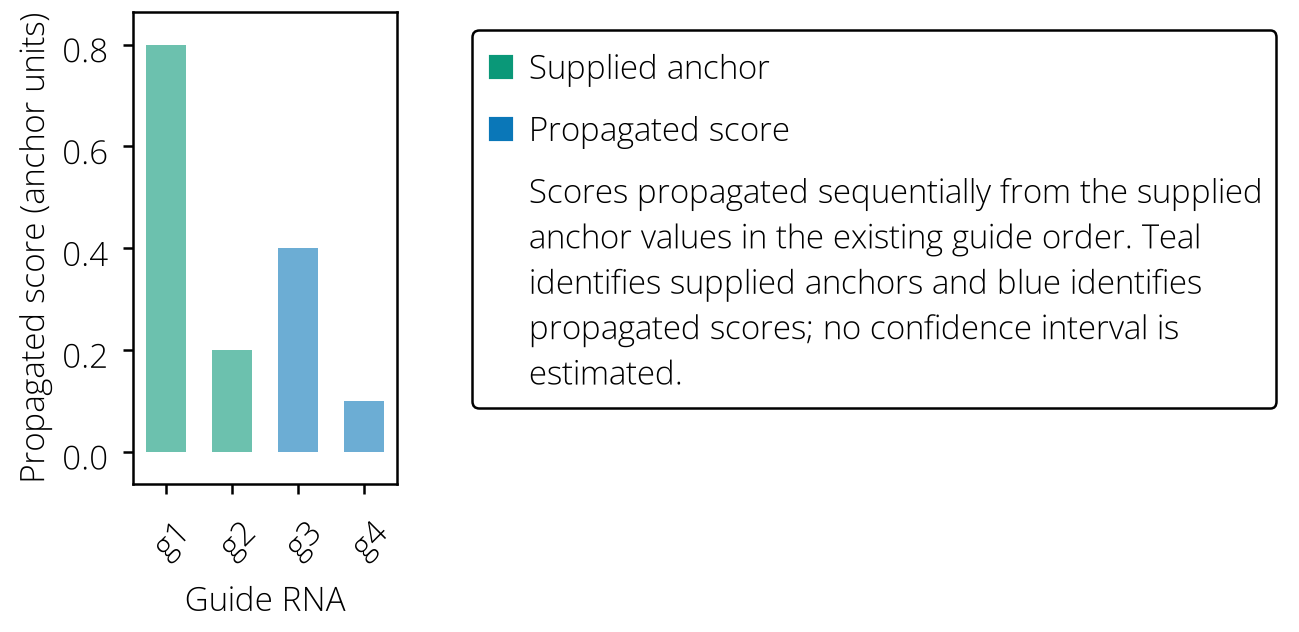 Propagated score (anchor units)
0.8
0.6
0.4
0.2
0.0
g1
g2
g3
g4
Guide RNA
Supplied anchor
Propagated score
Scores propagated sequentially from the supplied
anchor values in the existing guide order. Teal
identifies supplied anchors and blue identifies
propagated scores; no confidence interval is
estimated.